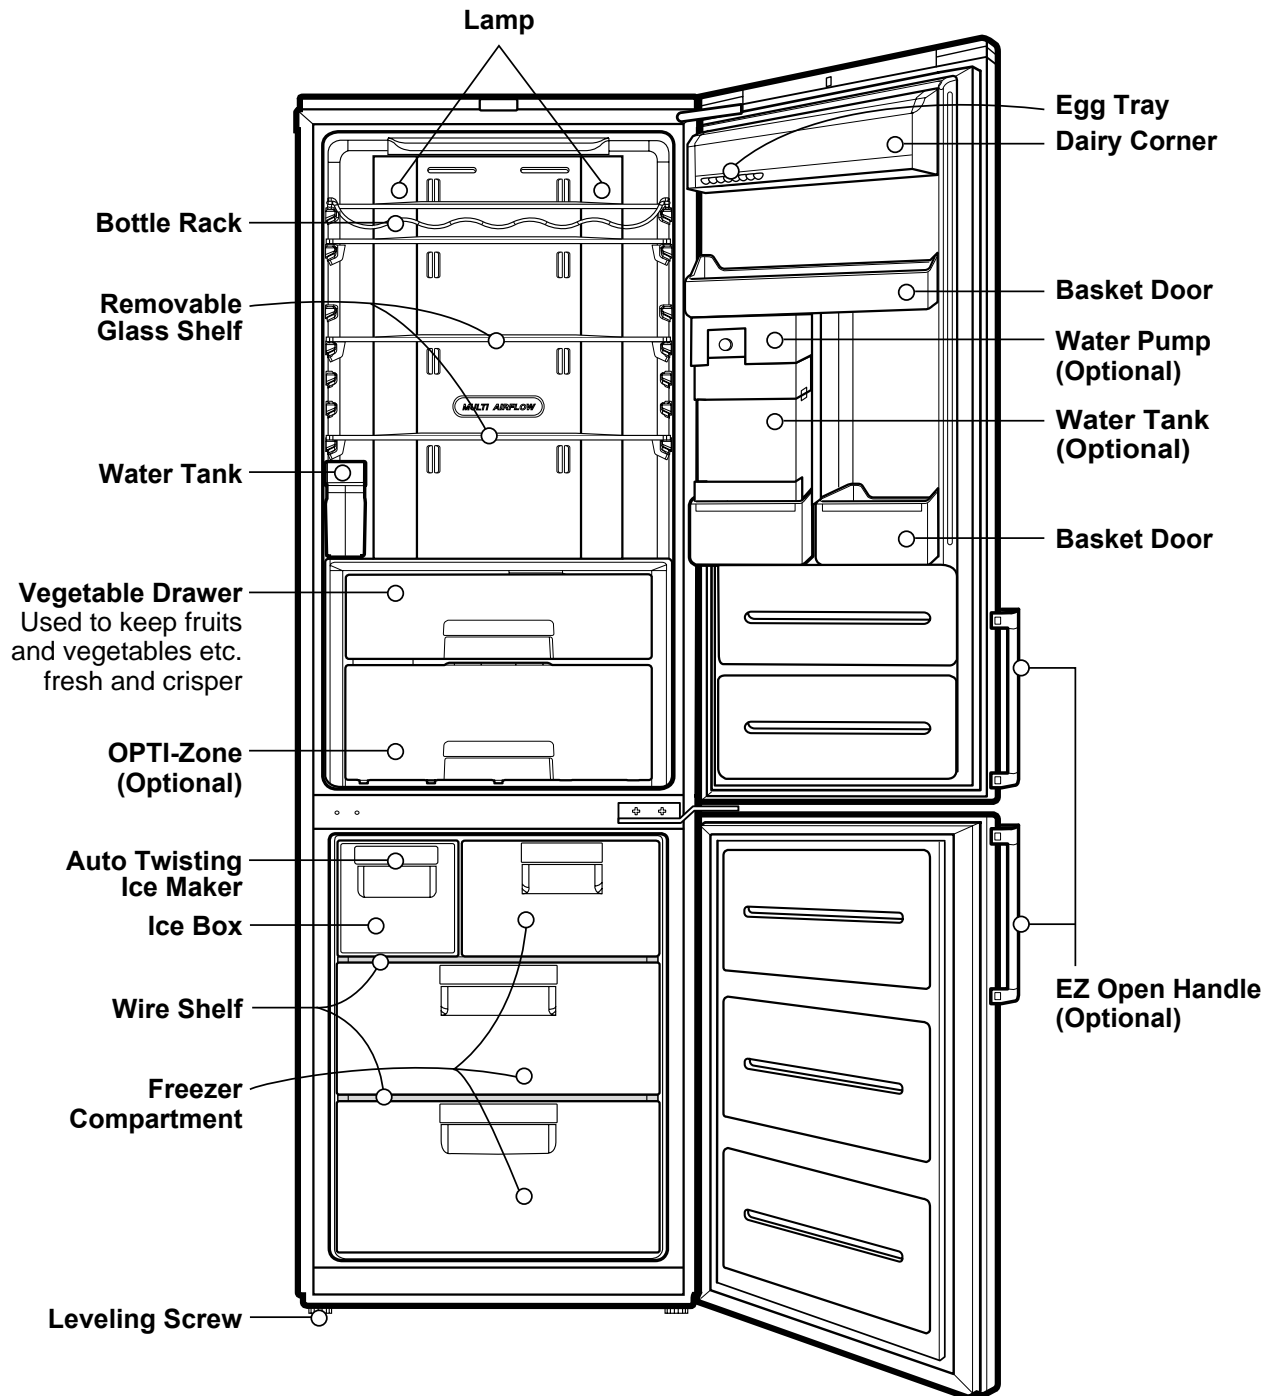 Lamp
Egg Tray
Dairy Corner
Bottle Rack
Removable
Glass Shelf
Basket Door
Water Pump
(Optional)
MULTI AIRFLOW
Water Tank
(Optional)
Water Tank
Basket Door
Vegetable Drawer
Used to keep fruits
and vegetables etc.
fresh and crisper
OPTI-Zone
(Optional)
Auto Twisting
Ice Maker
Ice Box
Wire Shelf
EZ Open Handle
(Optional)
Freezer
Compartment
Leveling Screw